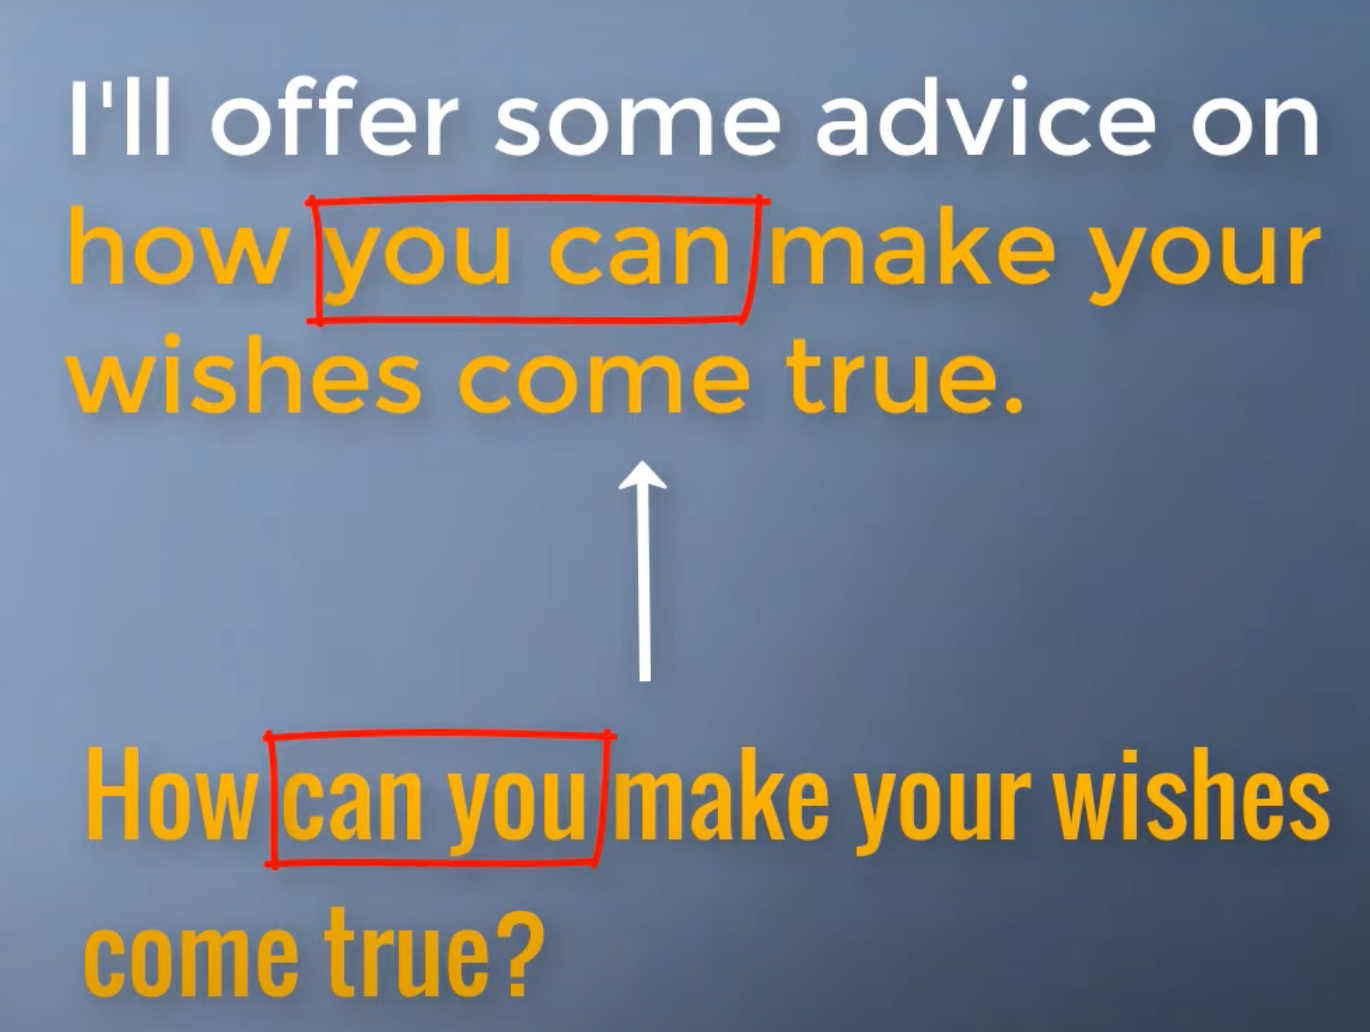 I'll offer some advice on
how you can make your
wishes come true.
How can you make your wishes
come true?